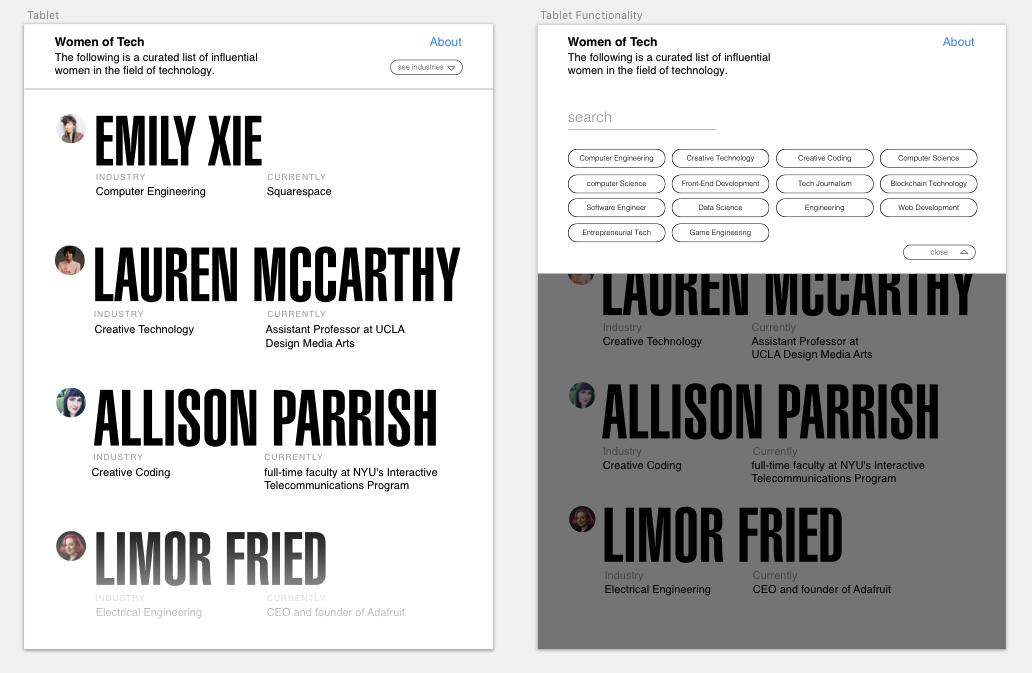 Tablet
Women of Tech
About
The following is a curated list of influential
women in the field of technology.
see industries
EMILY XIE
INDUSTRY
CURRENTLY
Computer Engineering
Squarespace
LAUREN MCCARTHY
INDUSTRY
CURRENTLY
Creative Technology
Assistant Professor at UCLA
Design Media Arts
ALLISON PARRISH
INDUSTRY
CURRENTLY
Creative Coding
full-time faculty at NYU's Interactive
Telecommunications Program
LIMOR FRIED
INDUSTRY
CURRENTLY
Electrical Engineering
CEO and founder of Adafruit
Tablet Functionality
Women of Tech
About
The following is a curated list of influential
women in the field of technology.
search
Computer Engineering
Creative Technology
Creative Coding
Computer Science
computer Science
Front-End Development
Tech Journalism
Blockchain Technology
Software Engineer
Data Science
Engineering
Web Development
Entrepreneurial Tech
Game Engineering
close
LAUREN MCCARTHY
Industry
Currently
Creative Technology
Assistant Professor at
UCLA Design Media Arts
ALLISON PARRISH
Industry
Currently
Creative Coding
full-time faculty at NYU's Interactive
Telecommunications Program
LIMOR FRIED
Industry
Currently
Electrical Engineering
CEO and founder of Adafruit